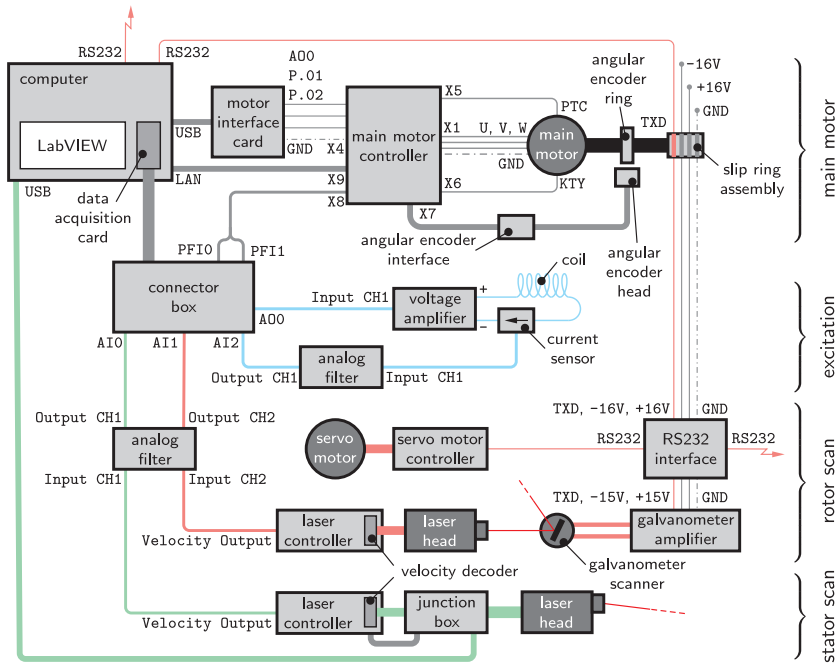 RS232
RS232
computer
LabVIEW
USB
LAN
USB
data
acquisition
card
motor
interface
card
AO0
P.01
P.02
GND
X4
X9
X8
main motor
controller
X5
X1
X6
X7
U, V, W
GND
PTC
main
motor
KTY
angular
encoder
ring
TXD
-16V
+16V
GND
slip ring
assembly
angular encoder
interface
angular
encoder
head
main motor
PFI0
PFI1
connector
box
AO0
AI0
AI1
AI2
Input CH1
voltage
amplifier
+
-
coil
current
sensor
analog
filter
Output CH1
Input CH1
excitation
Output CH1
Output CH2
analog
filter
Input CH1
Input CH2
servo
motor
servo motor
controller
TXD, -16V, +16V
GND
RS232
RS232
interface
RS232
TXD, -15V, +15V
GND
galvanometer
amplifier
galvanometer
scanner
Velocity Output
laser
controller
laser
head
velocity decoder
rotor scan
Velocity Output
laser
controller
junction
box
laser
head
stator scan